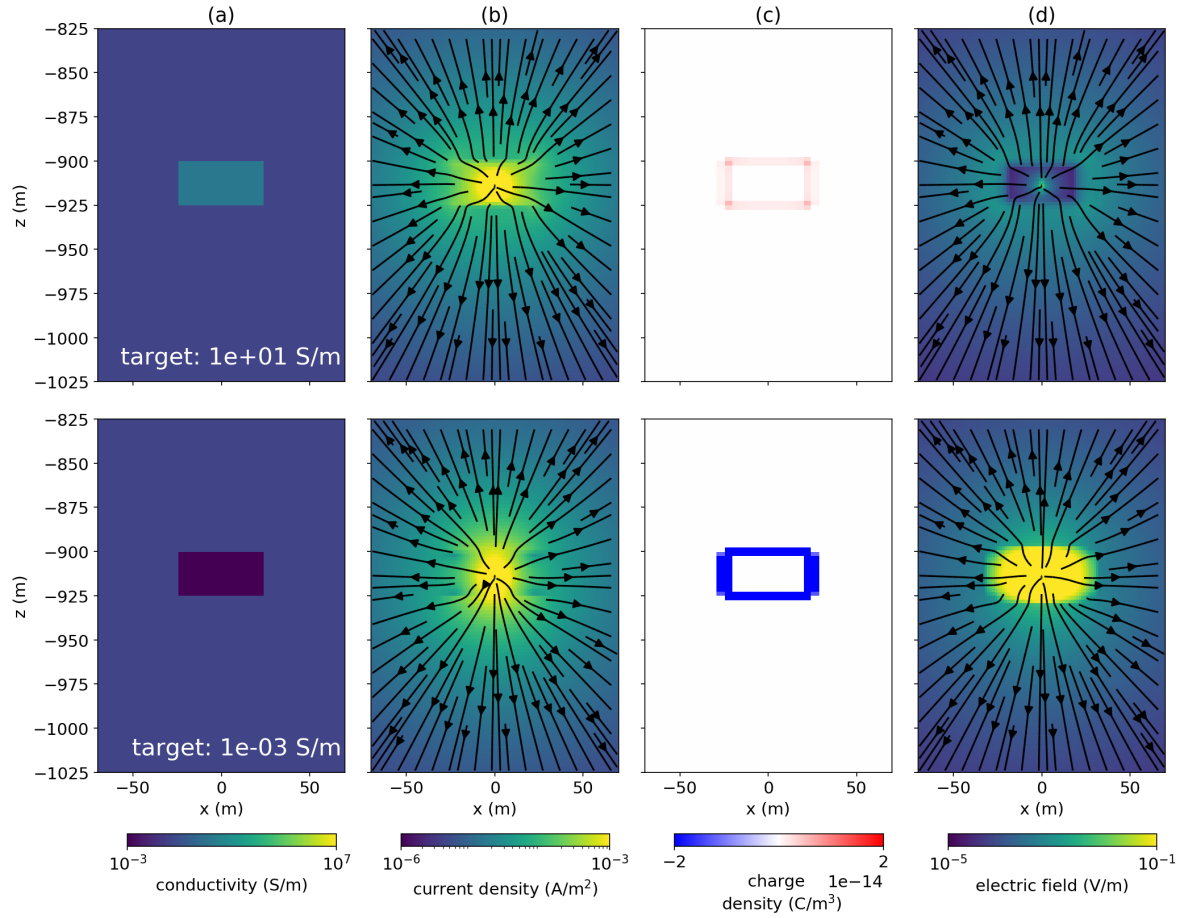 (a) (b) (c) (d)
−825
−850
−875
−900
−925
−950
−975
−1000
−1025
z (m)
target: 1e+01 S/m
−825
−850
−875
−900
−925
−950
−975
−1000
−1025
z (m)
target: 1e-03 S/m
−50 0 50 −50 0 50 −50 0 50 −50 0 50
x (m) x (m) x (m) x (m)
10⁻³ 10⁷ 10⁻⁶ 10⁻³ −2 2 10⁻⁵ 10⁻¹
conductivity (S/m) current density (A/m²) charge 1e−14 electric field (V/m)
density (C/m³)